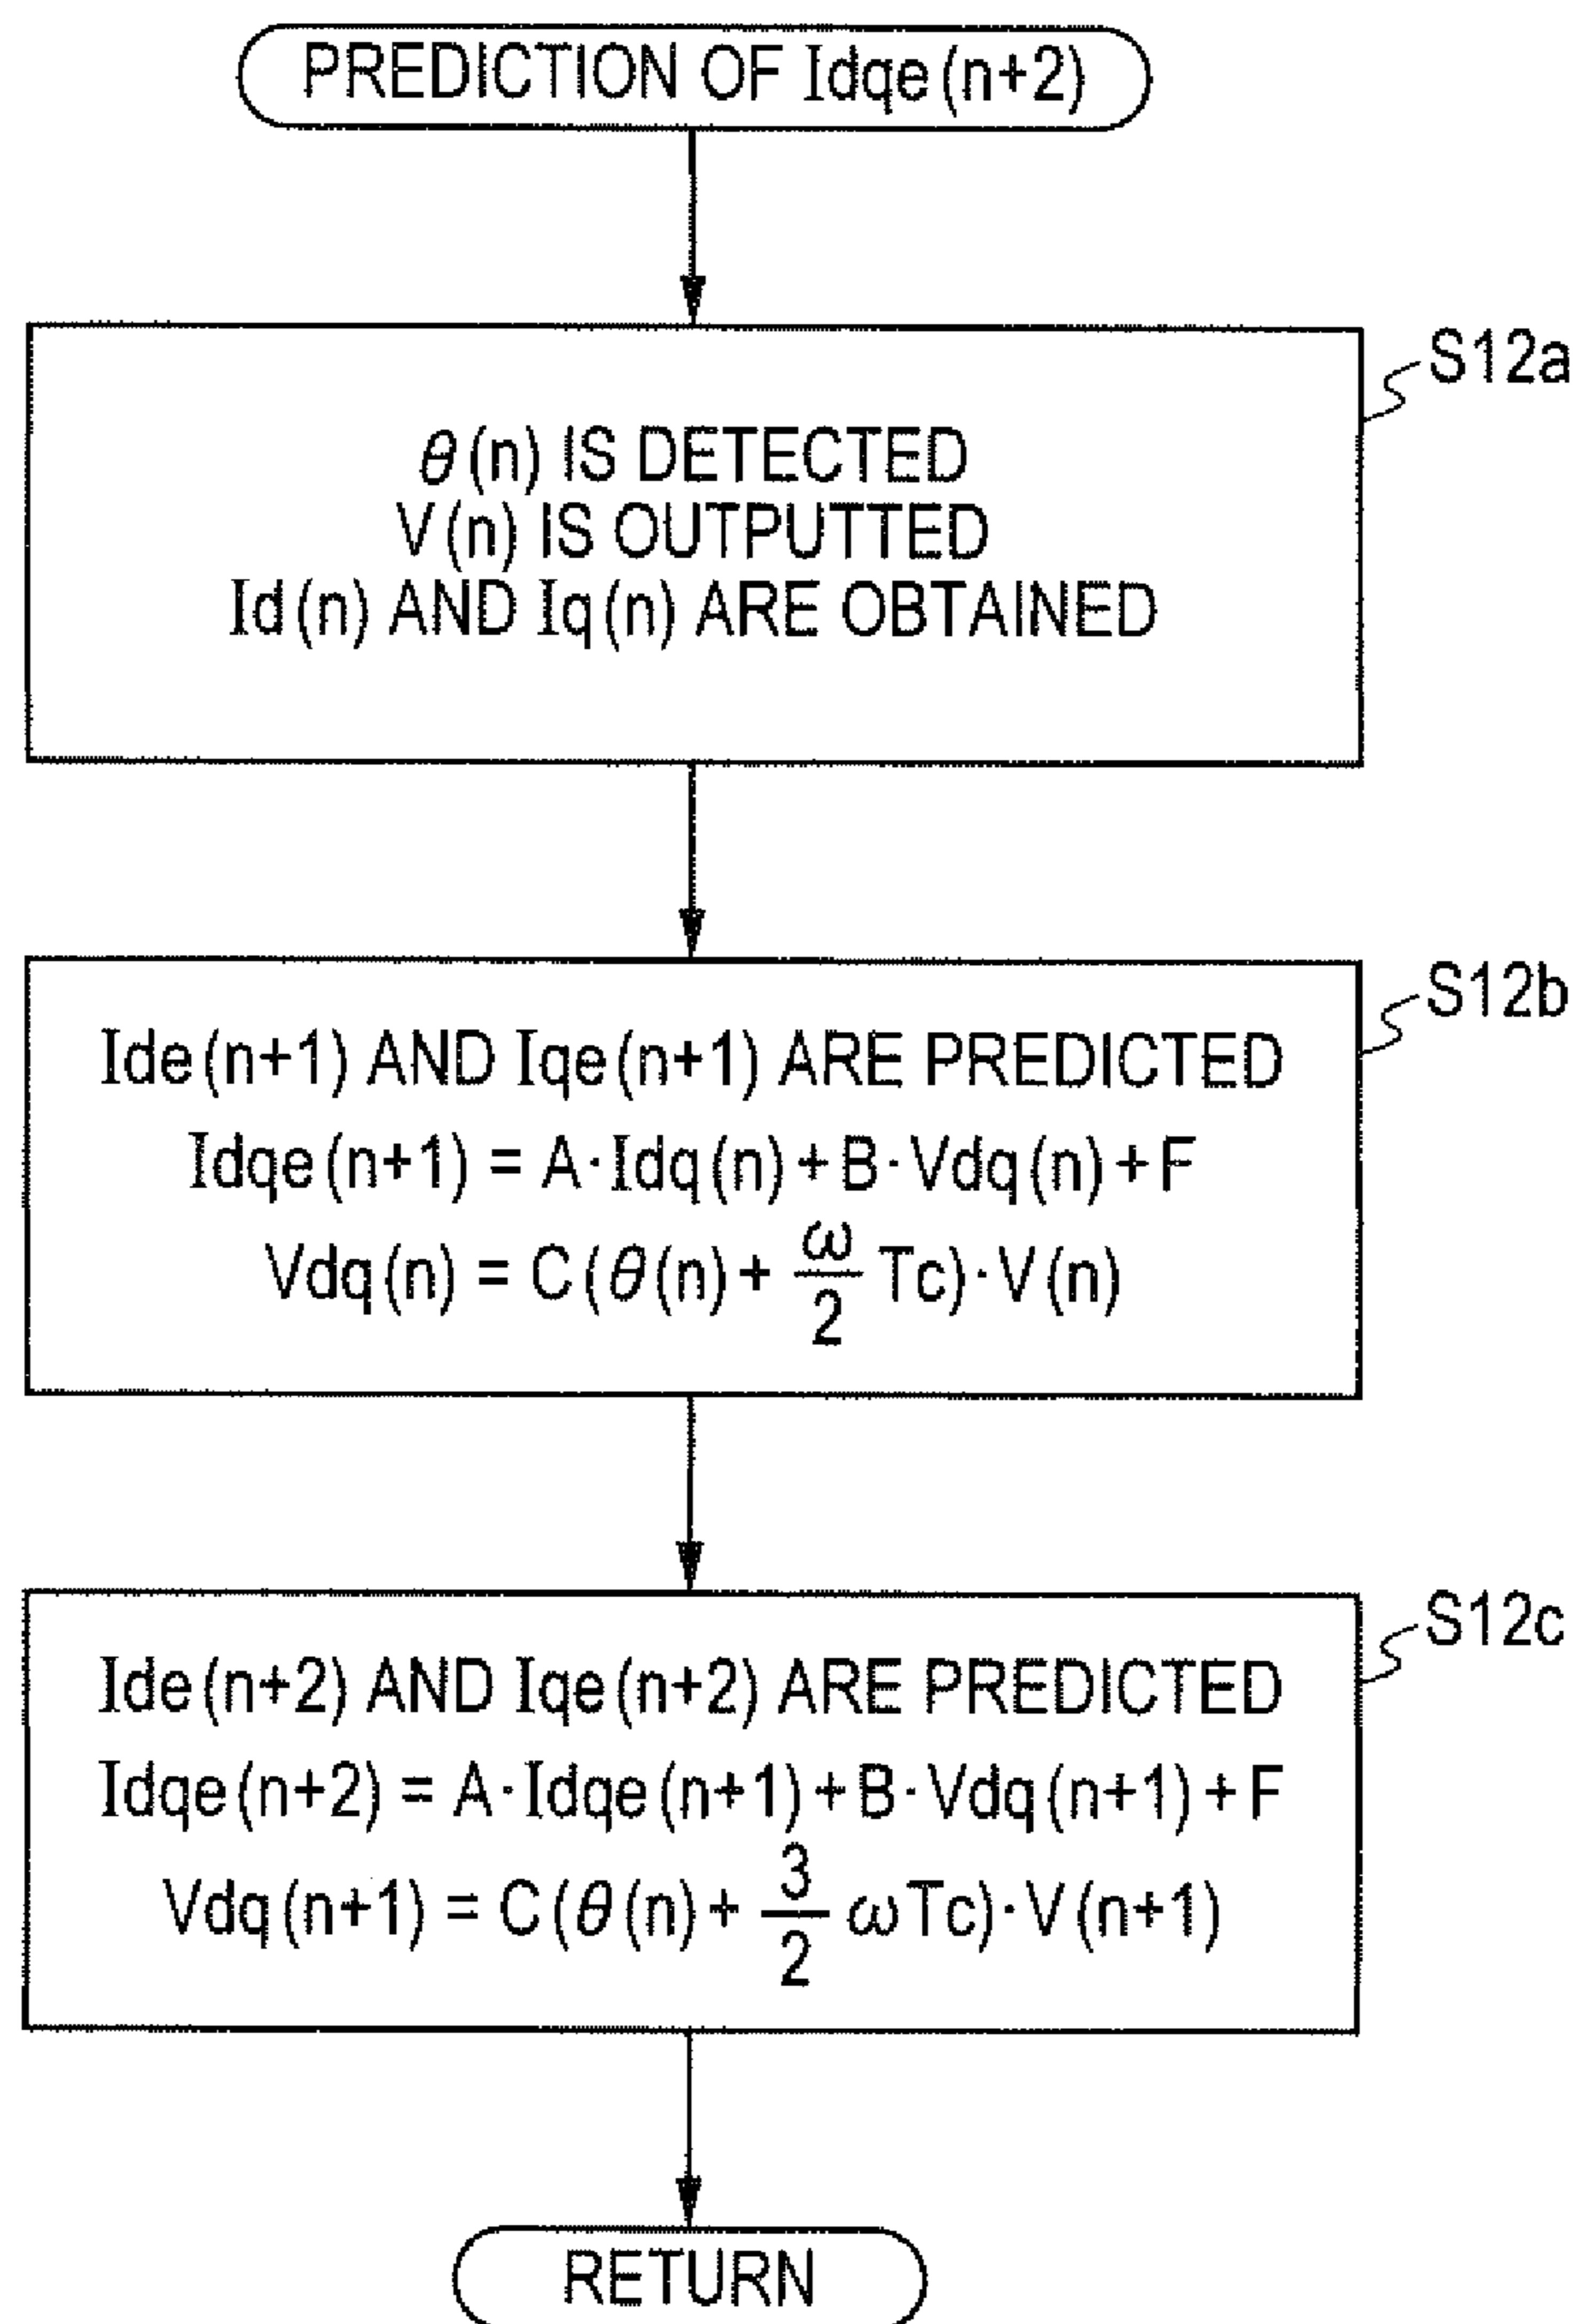 PREDICTION OF Idqe(n+2)
S12a
θ(n) IS DETECTED
V(n) IS OUTPUTTED
Id(n) AND Iq(n) ARE OBTAINED
S12b
Ide(n+1) AND Iqe(n+1) ARE PREDICTED
Idqe(n+1) = A·Idq(n)+B·Vdq(n)+F
Vdq(n) = C(θ(n)+ ω/2 Tc)·V(n)
S12c
Ide(n+2) AND Iqe(n+2) ARE PREDICTED
Idqe(n+2) = A·Idqe(n+1)+B·Vdq(n+1)+F
Vdq(n+1) = C(θ(n)+ 3/2 ωTc)·V(n+1)
RETURN